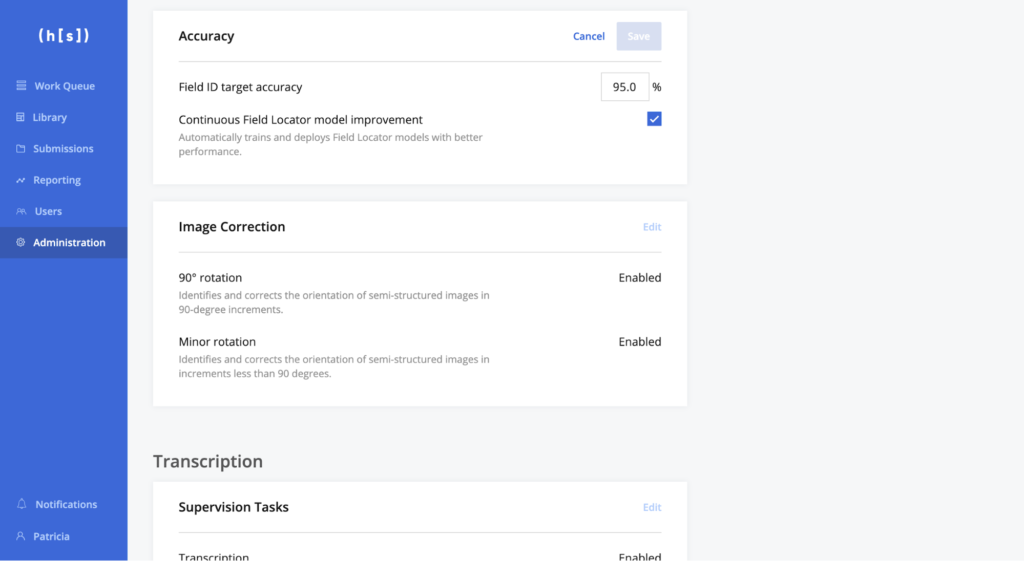 (h[s])
Work Queue
Library
Submissions
Reporting
Users
Administration
Notifications
Patricia
Accuracy
Cancel
Save
Field ID target accuracy
95.0 %
Continuous Field Locator model improvement
Automatically trains and deploys Field Locator models with better
performance.
Image Correction
Edit
90° rotation
Enabled
Identifies and corrects the orientation of semi-structured images in
90-degree increments.
Minor rotation
Enabled
Identifies and corrects the orientation of semi-structured images in
increments less than 90 degrees.
Transcription
Supervision Tasks
Edit
Transcription
Enabled